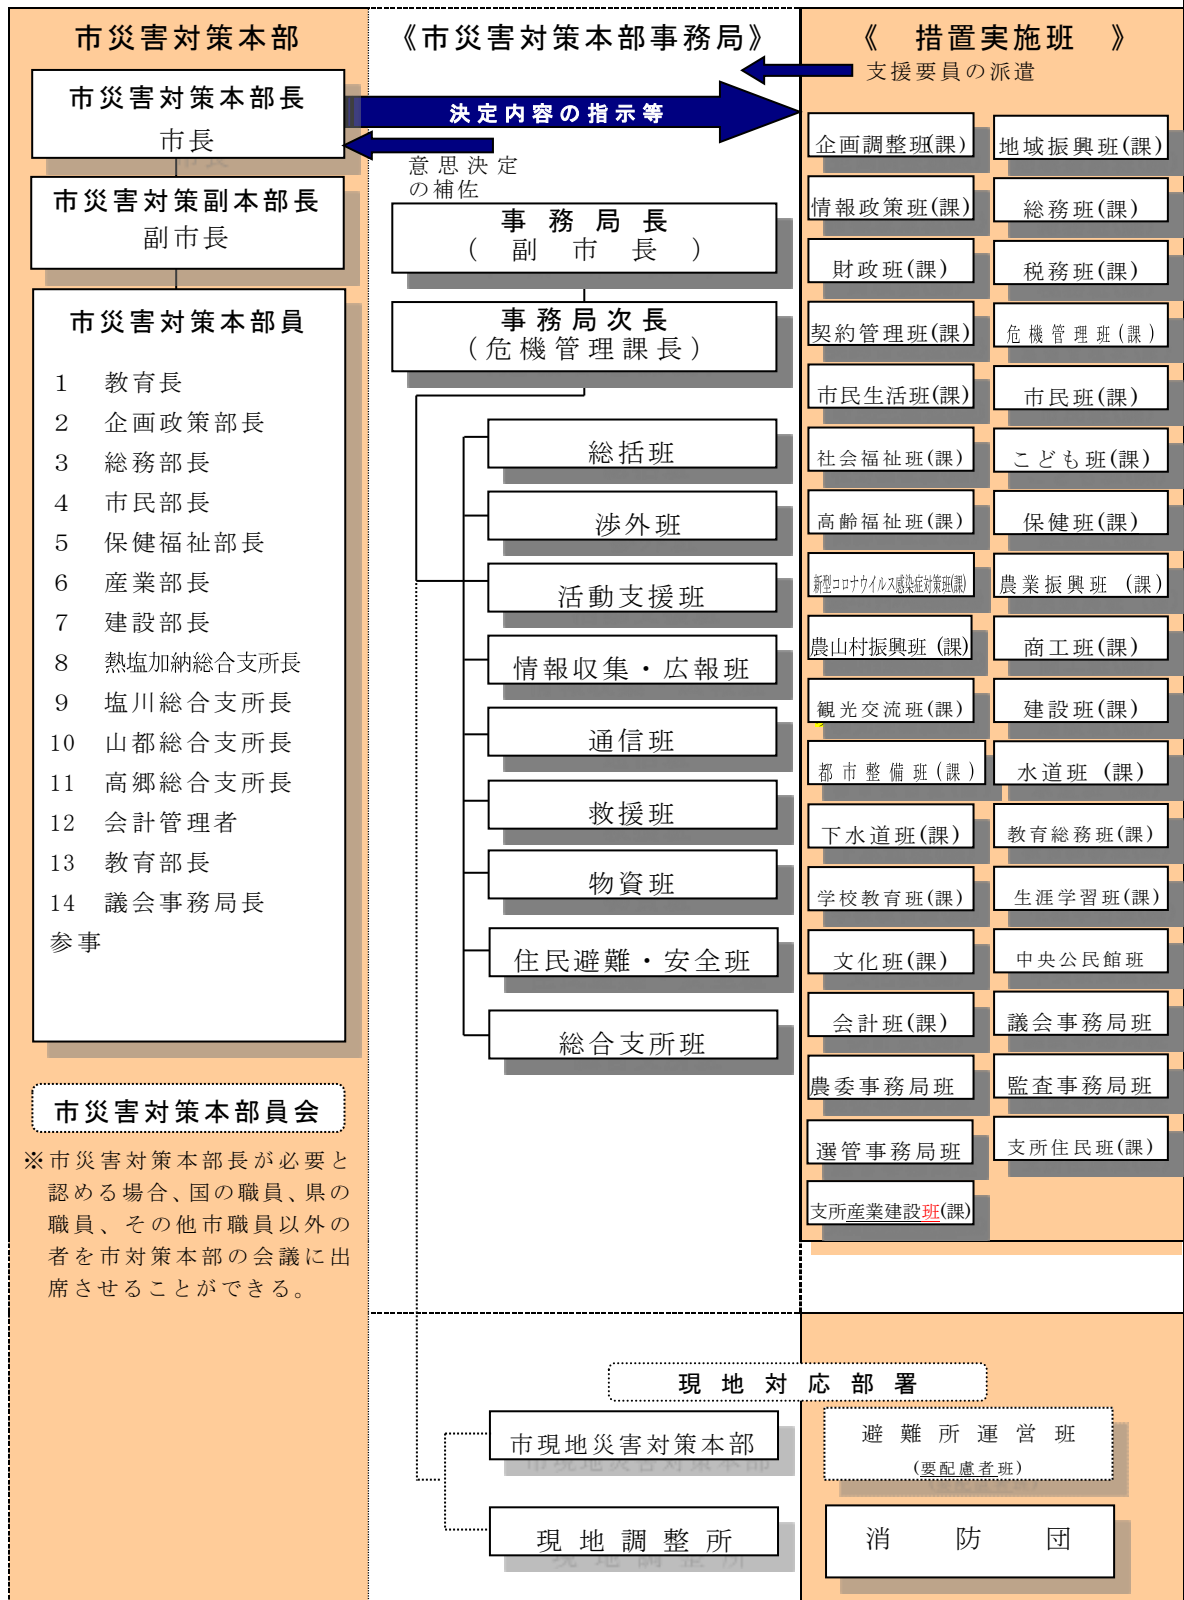 市災害対策本部
市災害対策本部長
市長
市災害対策副本部長
副市長
市災害対策本部員
1 教育長
2 企画政策部長
3 総務部長
4 市民部長
5 保健福祉部長
6 産業部長
7 建設部長
8 熱塩加納総合支所長
9 塩川総合支所長
10 山都総合支所長
11 高郷総合支所長
12 会計管理者
13 教育部長
14 議会事務局長
参事
市災害対策本部員会
※市災害対策本部長が必要と
認める場合、国の職員、県の
職員、その他市職員以外の
者を市対策本部の会議に出
席させることができる。
《市災害対策本部事務局》
決定内容の指示等
意思決定
の補佐
事務局長
(副市長)
事務局次長
(危機管理課長)
総括班
渉外班
活動支援班
情報収集・広報班
通信班
救援班
物資班
住民避難・安全班
総合支所班
《 措置実施班 》
支援要員の派遣
企画調整班(課) 地域振興班(課)
情報政策班(課) 総務班(課)
財政班(課) 税務班(課)
契約管理班(課) 危機管理班(課)
市民生活班(課) 市民班(課)
社会福祉班(課) こども班(課)
高齢福祉班(課) 保健班(課)
新型コロナウイルス感染症対策班(課) 農業振興班 (課)
農山村振興班 (課) 商工班(課)
観光交流班(課) 建設班(課)
都市整備班(課) 水道班 (課)
下水道班(課) 教育総務班(課)
学校教育班(課) 生涯学習班(課)
文化班(課) 中央公民館班
会計班(課) 議会事務局班
農委事務局班 監査事務局班
選管事務局班 支所住民班(課)
支所産業建設班(課)
現地対応部署
市現地災害対策本部
現地調整所
避難所運営班
(要配慮者班)
消防団